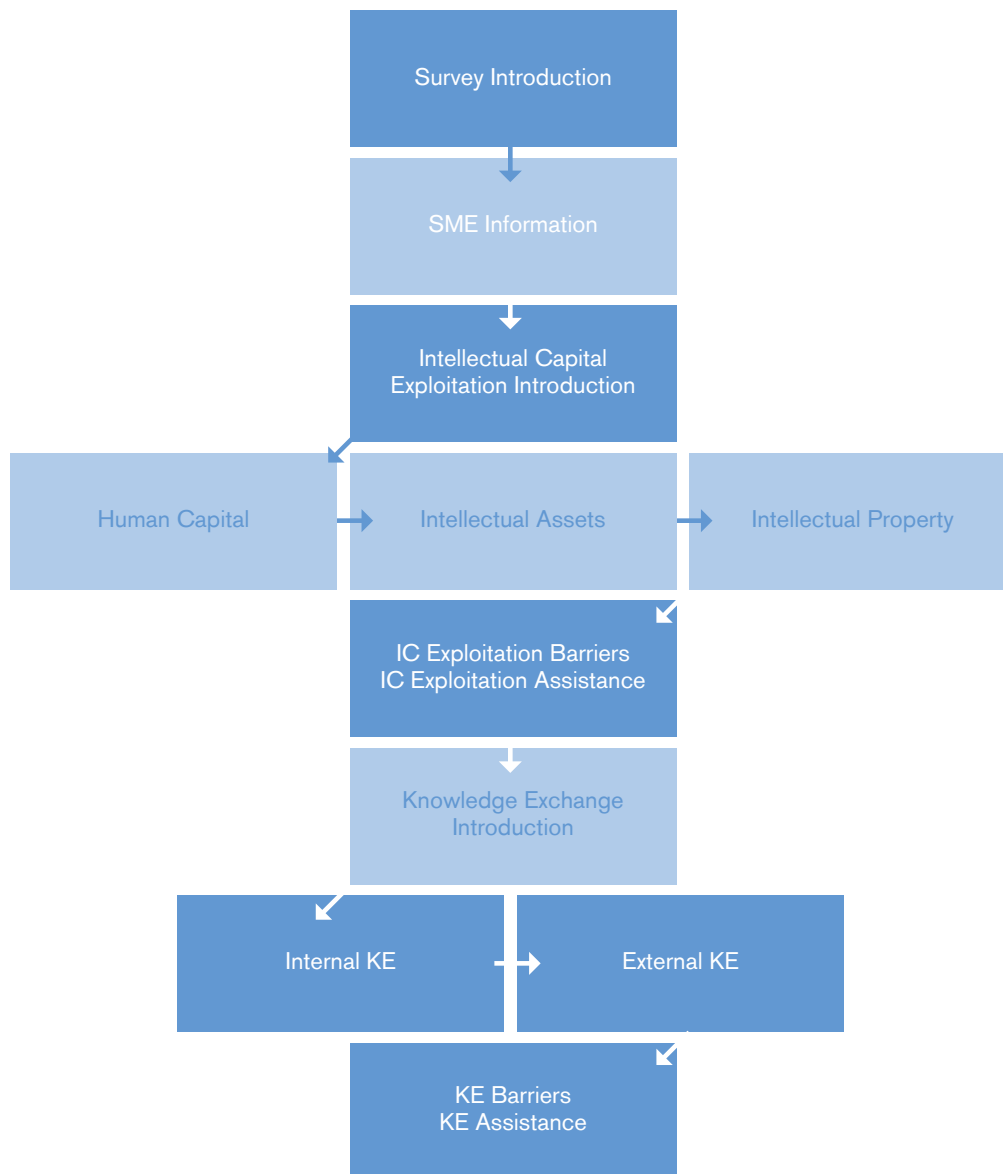 Survey Introduction
SME Information
Intellectual Capital
Exploitation Introduction
Human Capital
Intellectual Assets
Intellectual Property
IC Exploitation Barriers
IC Exploitation Assistance
Knowledge Exchange
Introduction
Internal KE
External KE
KE Barriers
KE Assistance